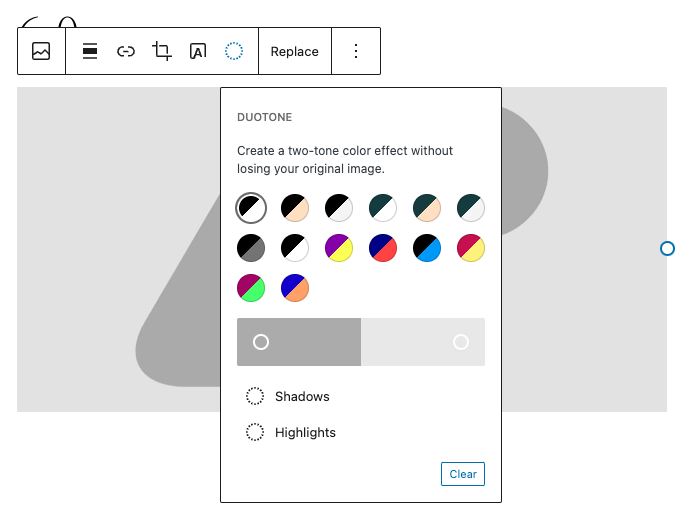 Replace
DUOTONE
Create a two-tone color effect without
losing your original image.
Shadows
Highlights
Clear